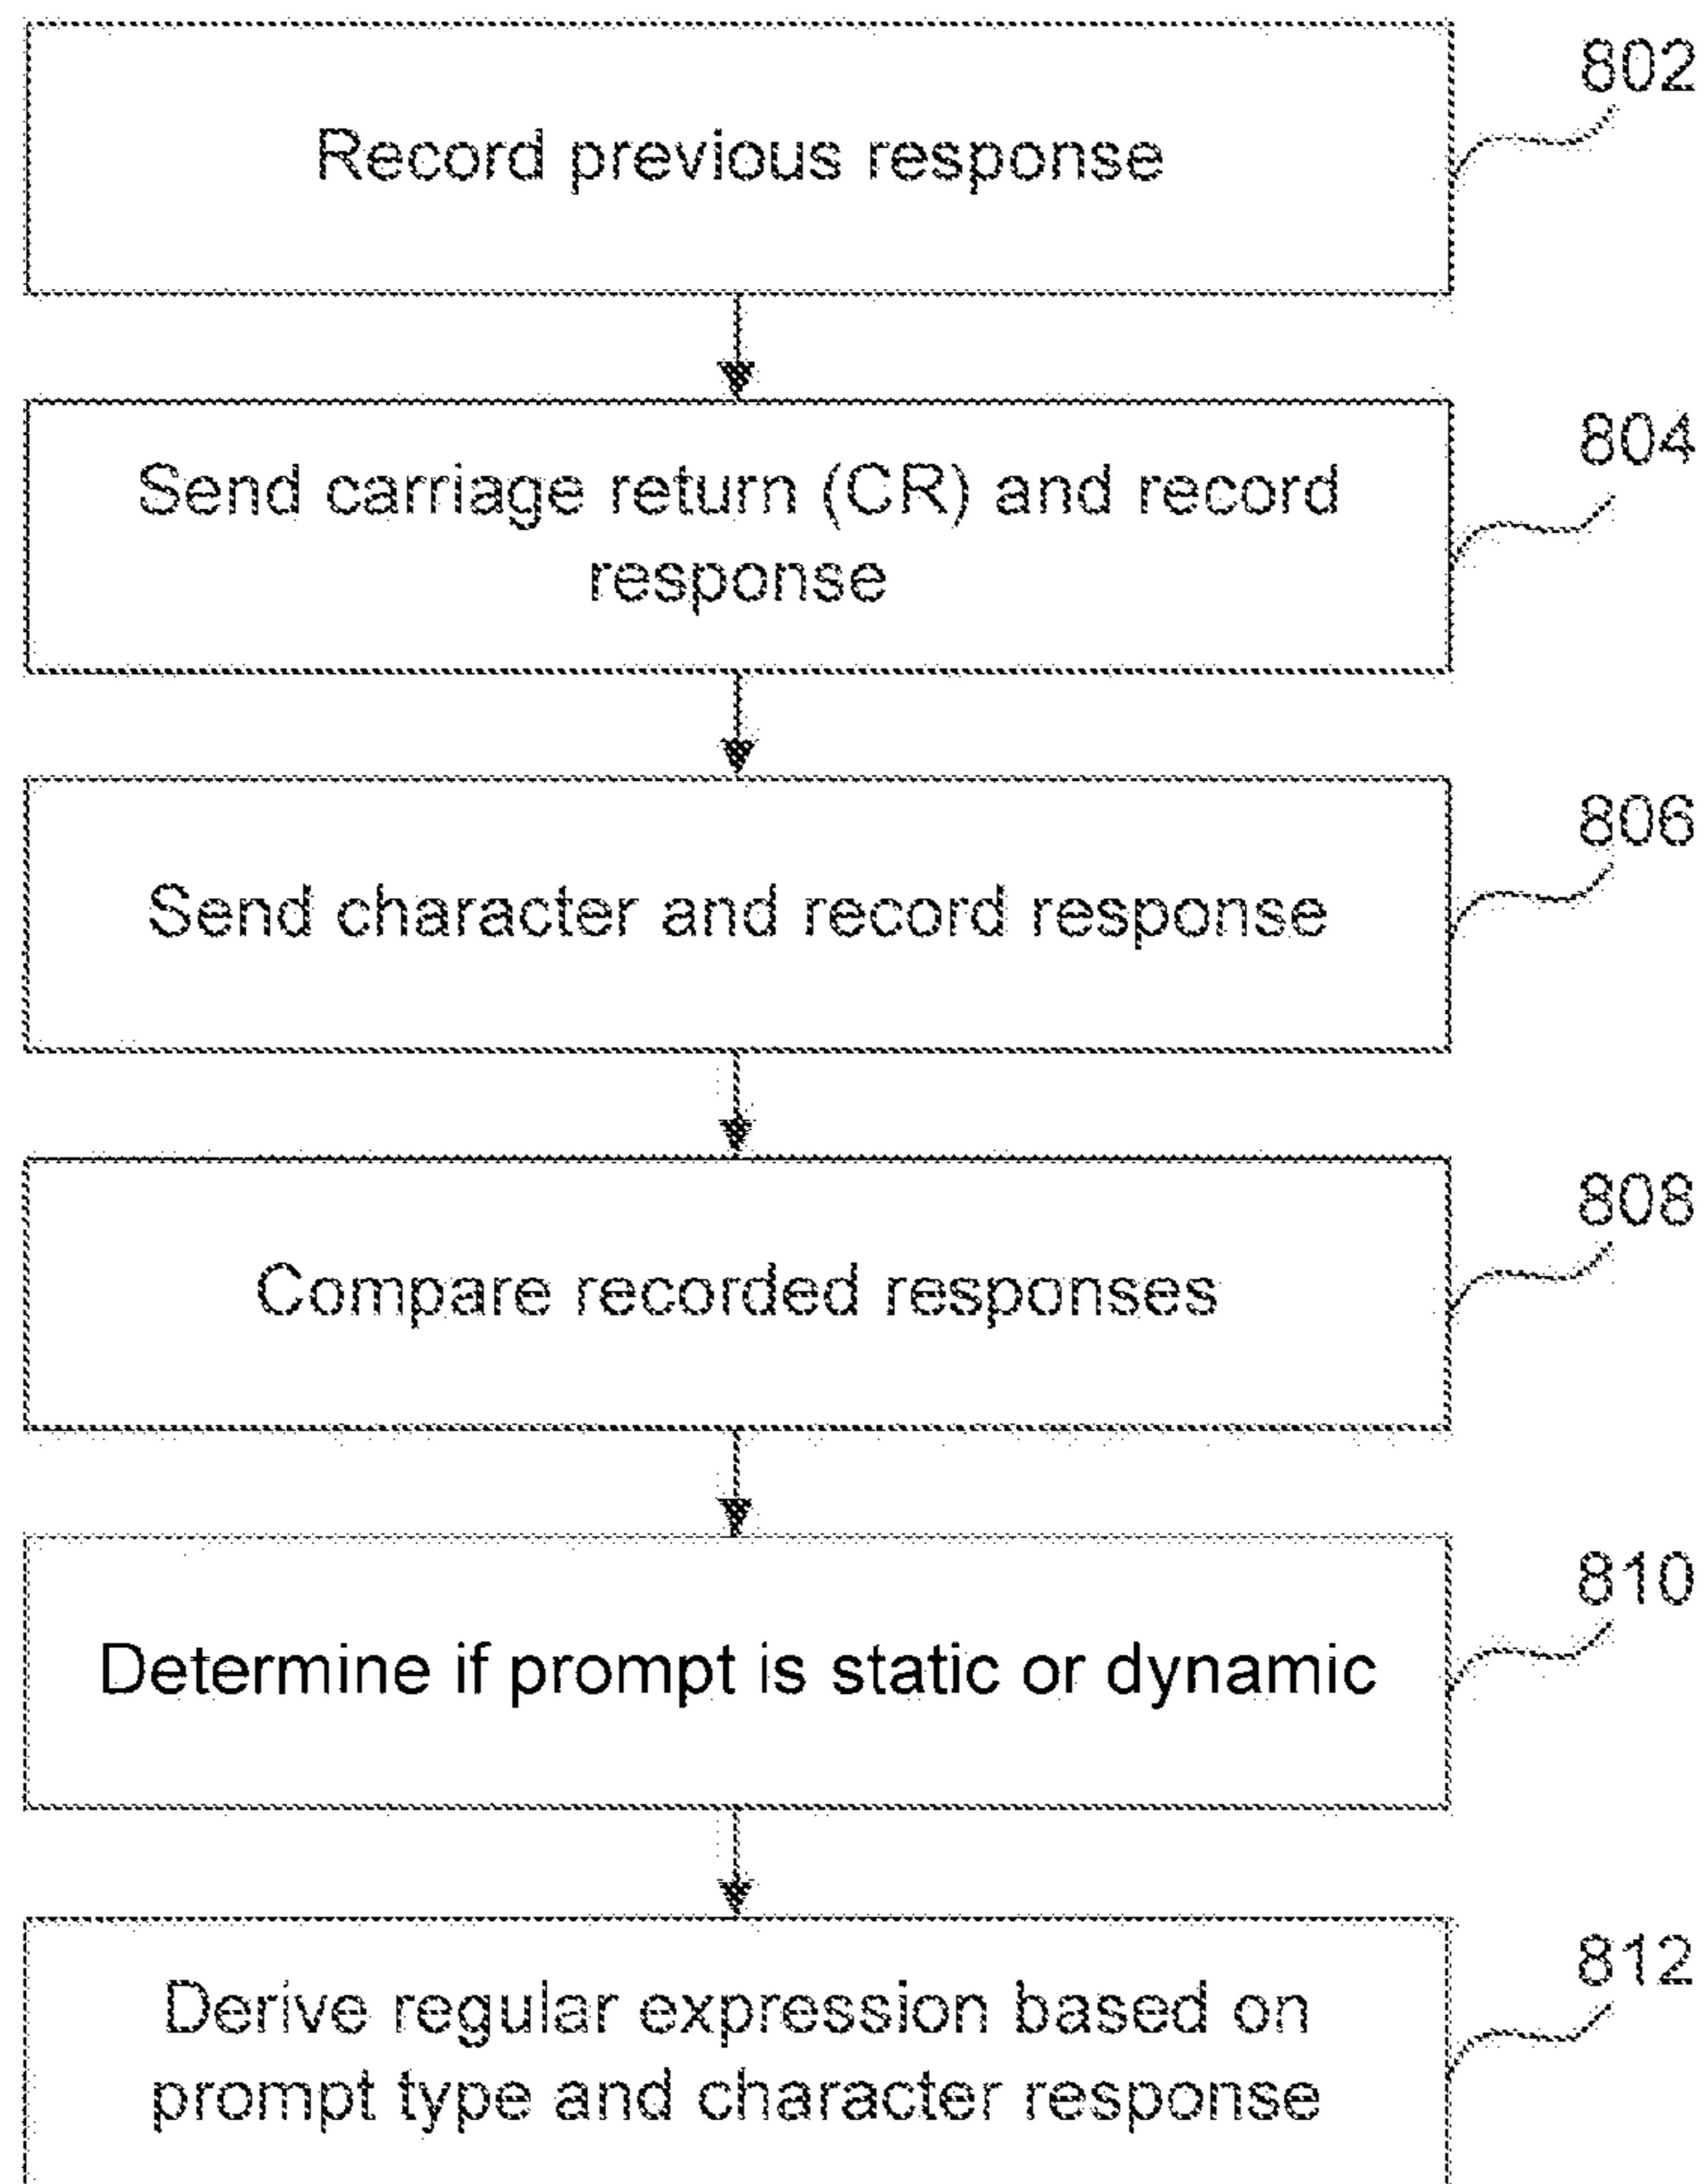 802
Record previous response
804
Send carriage return (CR) and record
response
806
Send character and record response
808
Compare recorded responses
810
Determine if prompt is static or dynamic
812
Derive regular expression based on
prompt type and character response